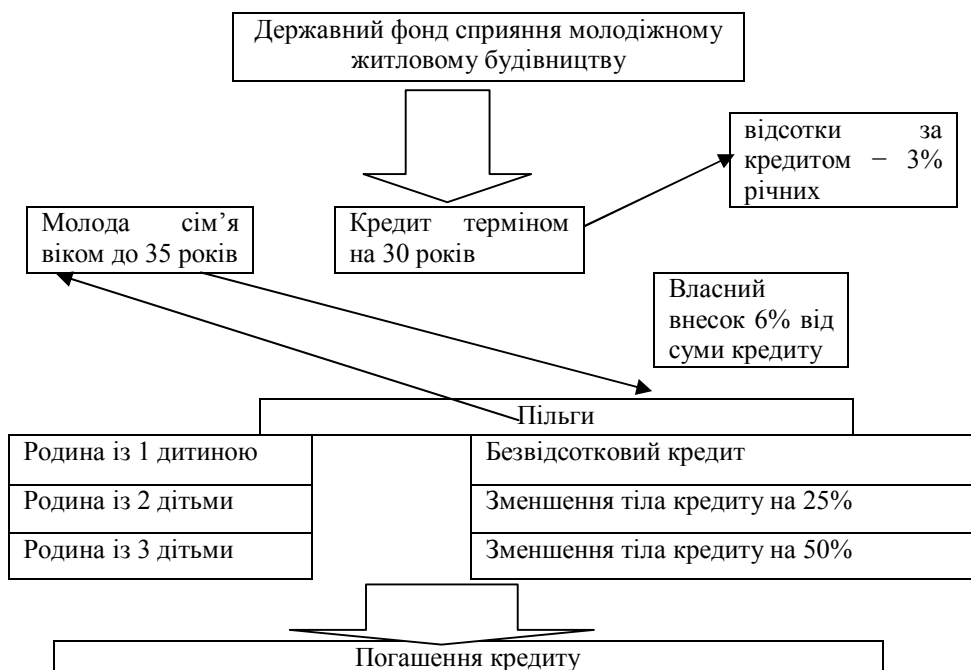 Державний фонд сприяння молодіжному
житловому будівництву
відсотки за
кредитом − 3%
річних
Молода сім’я
віком до 35 років
Кредит терміном
на 30 років
Власний
внесок 6% від
суми кредиту
Пільги
Родина із 1 дитиною
Безвідсотковий кредит
Родина із 2 дітьми
Зменшення тіла кредиту на 25%
Родина із 3 дітьми
Зменшення тіла кредиту на 50%
Погашення кредиту